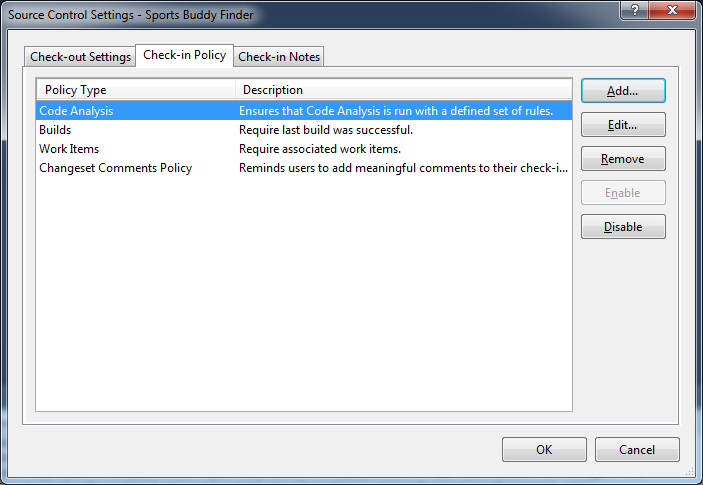 Source Control Settings - Sports Buddy Finder
?
Check-out Settings Check-in Policy Check-in Notes
Policy Type Description
Code Analysis Ensures that Code Analysis is run with a defined set of rules.
Builds Require last build was successful.
Work Items Require associated work items.
Changeset Comments Policy Reminds users to add meaningful comments to their check-i...
Add...
Edit...
Remove
Enable
Disable
OK Cancel